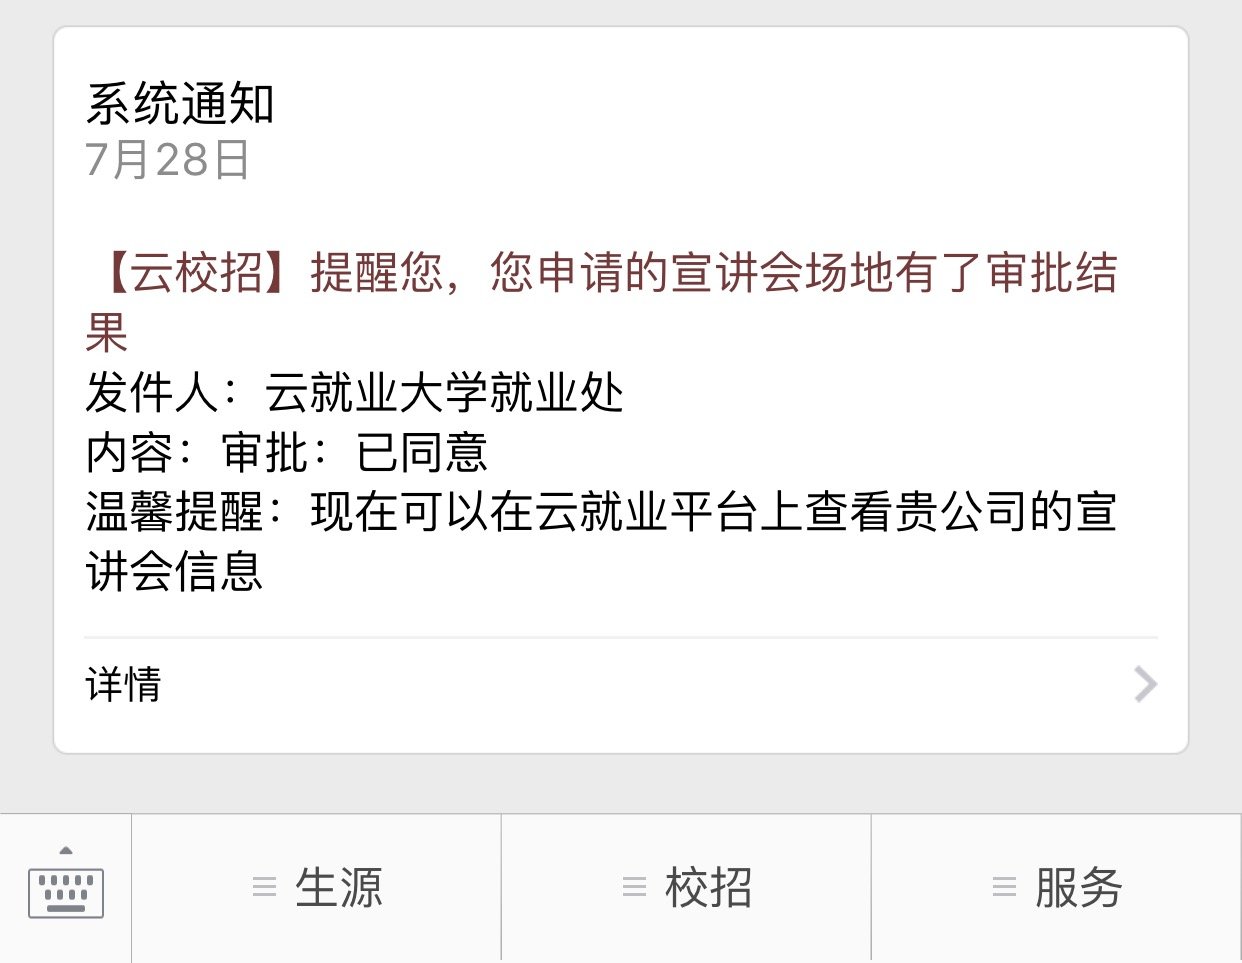 系统通知
7月28日
【云校招】提醒您，您申请的宣讲会场地有了审批结
果
发件人：云就业大学就业处
内容：审批：已同意
温馨提醒：现在可以在云就业平台上查看贵公司的宣
讲会信息
详情
生源
校招
服务